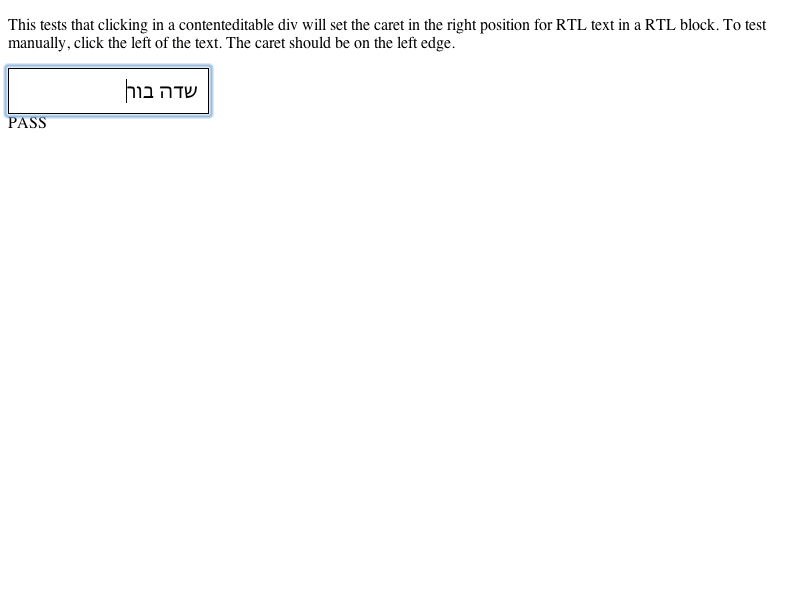 This tests that clicking in a contenteditable div will set the caret in the right position for RTL text in a RTL block. To test
manually, click the left of the text. The caret should be on the left edge.
שדה בור
PASS